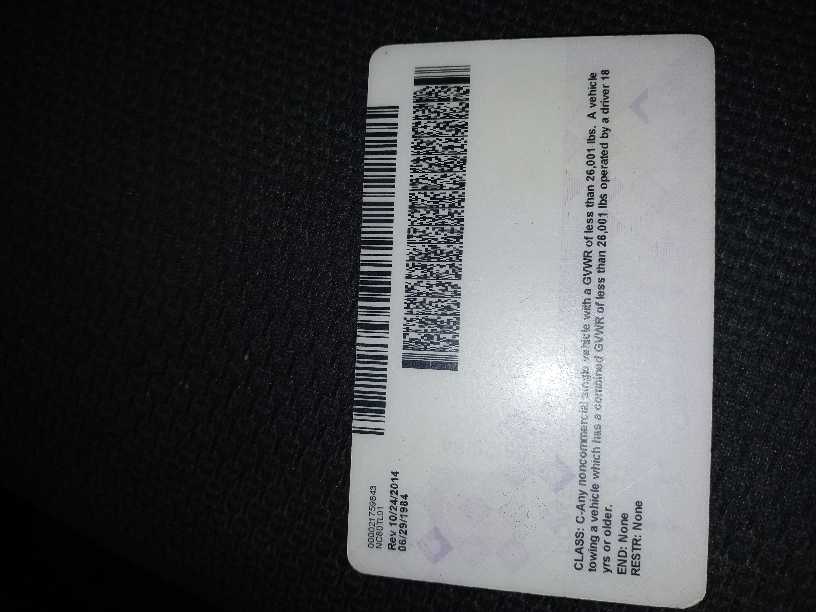 0000217599843
NCBUTL01
Rev 10/24/2014
06/29/1984
CLASS: C-Any noncommercial single vehicle with a GVWR of less than 26,001 lbs. A vehicle
towing a vehicle which has a combined GVWR of less than 26,001 lbs operated by a driver 18
yrs or older.
END: None
RESTR: None